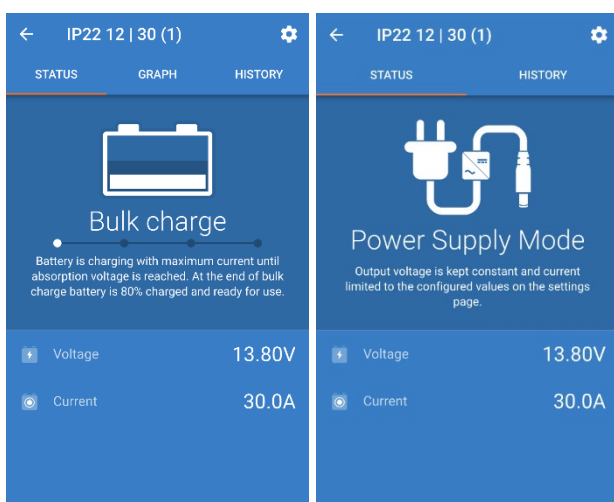 IP22 12 | 30 (1)
STATUS GRAPH HISTORY
Bulk charge
Battery is charging with maximum current until
absorption voltage is reached. At the end of bulk
charge battery is 80% charged and ready for use.
Voltage 13.80V
Current 30.0A
IP22 12 | 30 (1)
STATUS HISTORY
Power Supply Mode
Output voltage is kept constant and current
limited to the configured values on the settings
page.
Voltage 13.80V
Current 30.0A